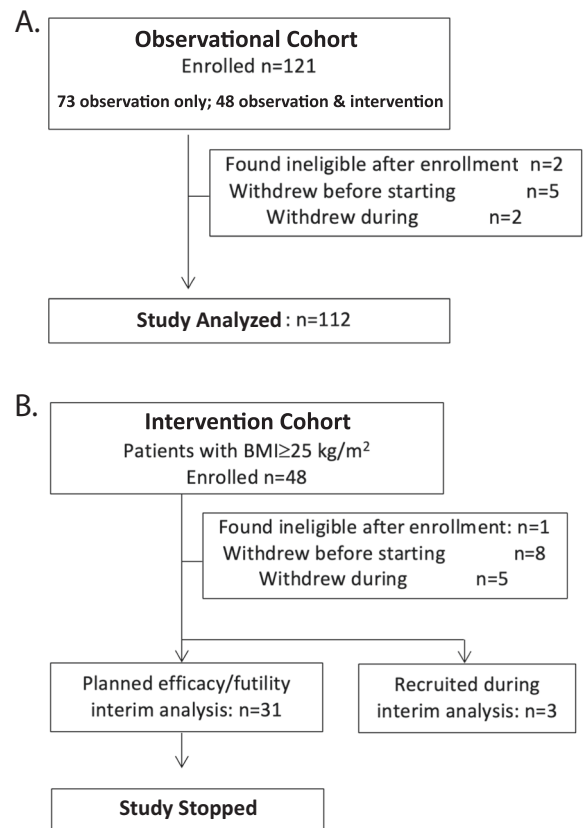 A.
Observational Cohort
Enrolled n=121
73 observation only; 48 observation & intervention
Found ineligible after enrollment n=2
Withdrew before starting n=5
Withdrew during n=2
Study Analyzed : n=112
B.
Intervention Cohort
Patients with BMI≥25 kg/m²
Enrolled n=48
Found ineligible after enrollment: n=1
Withdrew before starting n=8
Withdrew during n=5
Planned efficacy/futility
interim analysis: n=31
Recruited during
interim analysis: n=3
Study Stopped